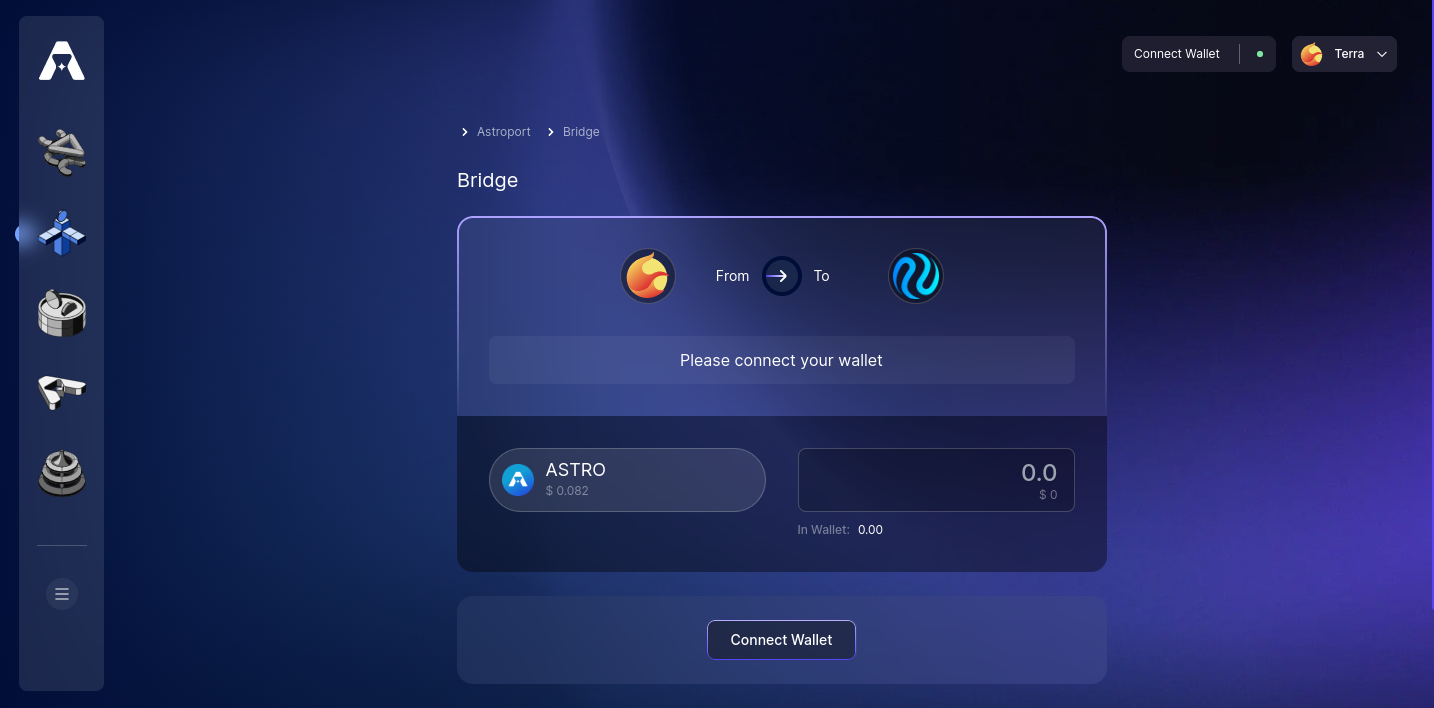 Connect Wallet
Terra
Astroport
Bridge
Bridge
From
To
Please connect your wallet
ASTRO
$ 0.082
0.0
$ 0
In Wallet: 0.00
Connect Wallet